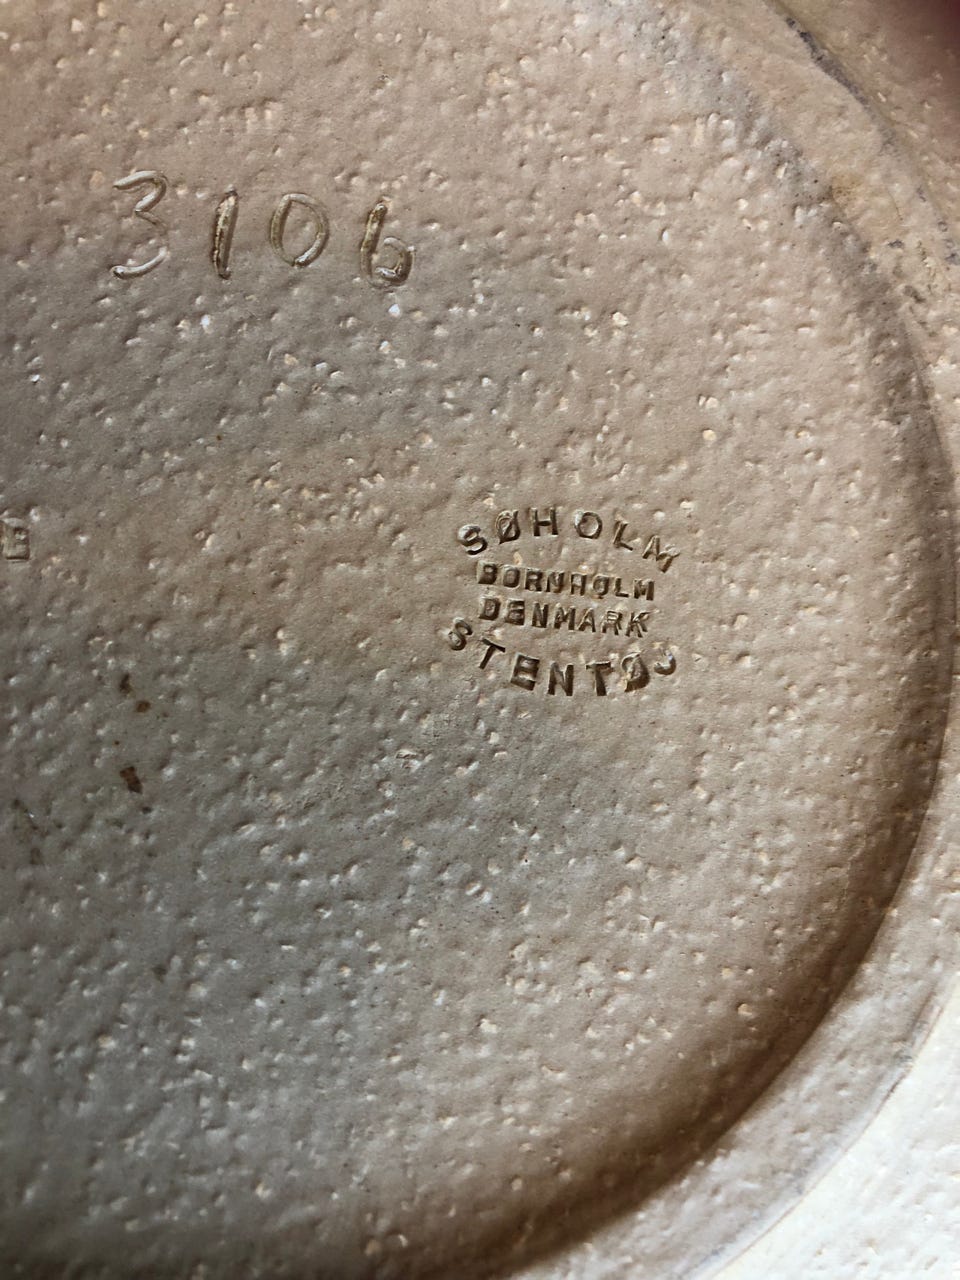 3106
E
SØHOLM
BORNHOLM
DENMARK
STENTØJ